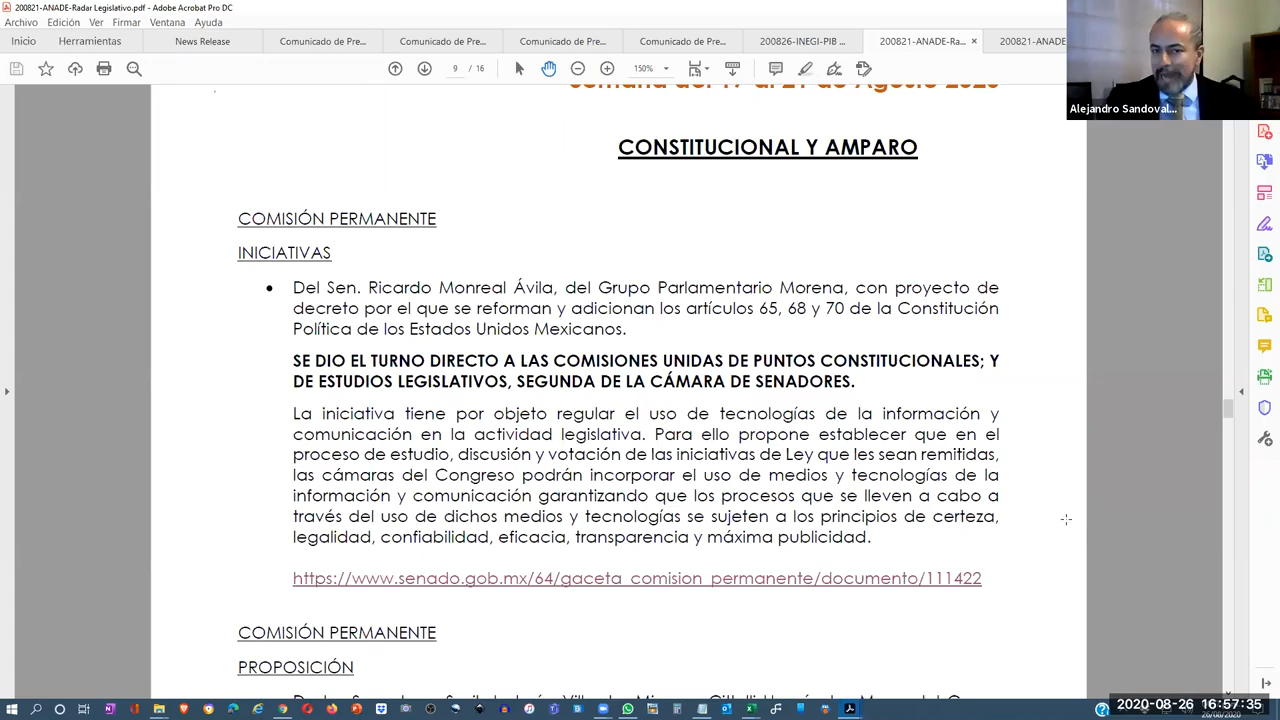 200821-ANADE-Radar Legislativo.pdf - Adobe Acrobat Pro DC
Archivo Edición Ver Firmar Ventana Ayuda
Inicio Herramientas News Release Comunicado de Pre... Comunicado de Pre... Comunicado de Pre... Comunicado de Pre... 200826-INEGI-PIB ... 200821-ANADE-Ra... × 200821-ANADE
9 / 16 150%
Alejandro Sandoval...
Semana del 17 al 21 de Agosto 2020
CONSTITUCIONAL Y AMPARO
COMISIÓN PERMANENTE
INICIATIVAS
• Del Sen. Ricardo Monreal Ávila, del Grupo Parlamentario Morena, con proyecto de
decreto por el que se reforman y adicionan los artículos 65, 68 y 70 de la Constitución
Política de los Estados Unidos Mexicanos.
SE DIO EL TURNO DIRECTO A LAS COMISIONES UNIDAS DE PUNTOS CONSTITUCIONALES; Y
DE ESTUDIOS LEGISLATIVOS, SEGUNDA DE LA CÁMARA DE SENADORES.
La iniciativa tiene por objeto regular el uso de tecnologías de la información y
comunicación en la actividad legislativa. Para ello propone establecer que en el
proceso de estudio, discusión y votación de las iniciativas de Ley que les sean remitidas,
las cámaras del Congreso podrán incorporar el uso de medios y tecnologías de la
información y comunicación garantizando que los procesos que se lleven a cabo a
través del uso de dichos medios y tecnologías se sujeten a los principios de certeza,
legalidad, confiabilidad, eficacia, transparencia y máxima publicidad.
https://www.senado.gob.mx/64/gaceta_comision_permanente/documento/111422
COMISIÓN PERMANENTE
PROPOSICIÓN
2020-08-26 16:57:35